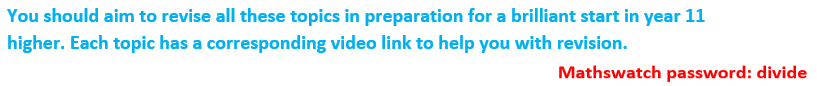 You should aim to revise all these topics in preparation for a brilliant start in year 11
higher. Each topic has a corresponding video link to help you with revision.
Mathswatch password: divide